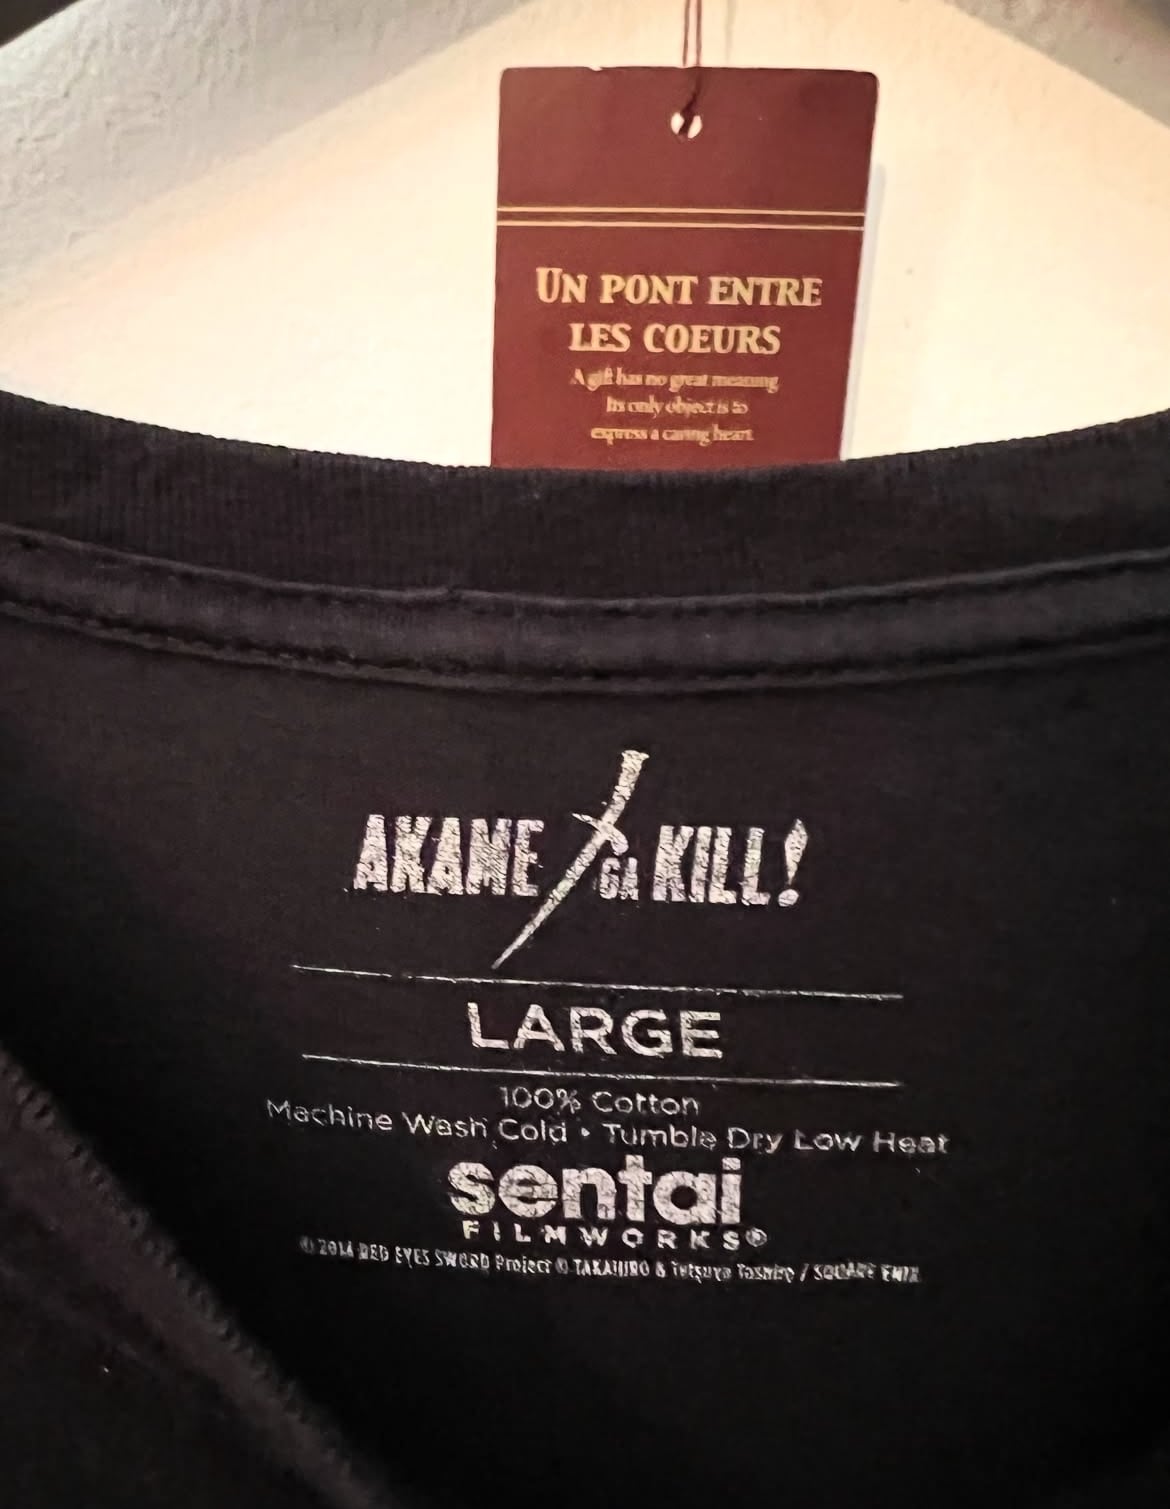 UN PONT ENTRE
LES COEURS
A gift has no great meaning
Its only object is to
express a caring heart
AKAME GA KILL!
LARGE
100% Cotton
Machine Wash Cold • Tumble Dry Low Heat
sentai
FILMWORKS®
© 2014 RED EYES SWORD Project © TAKAHIRO & Tetsuya Tashiro / SQUARE ENIX